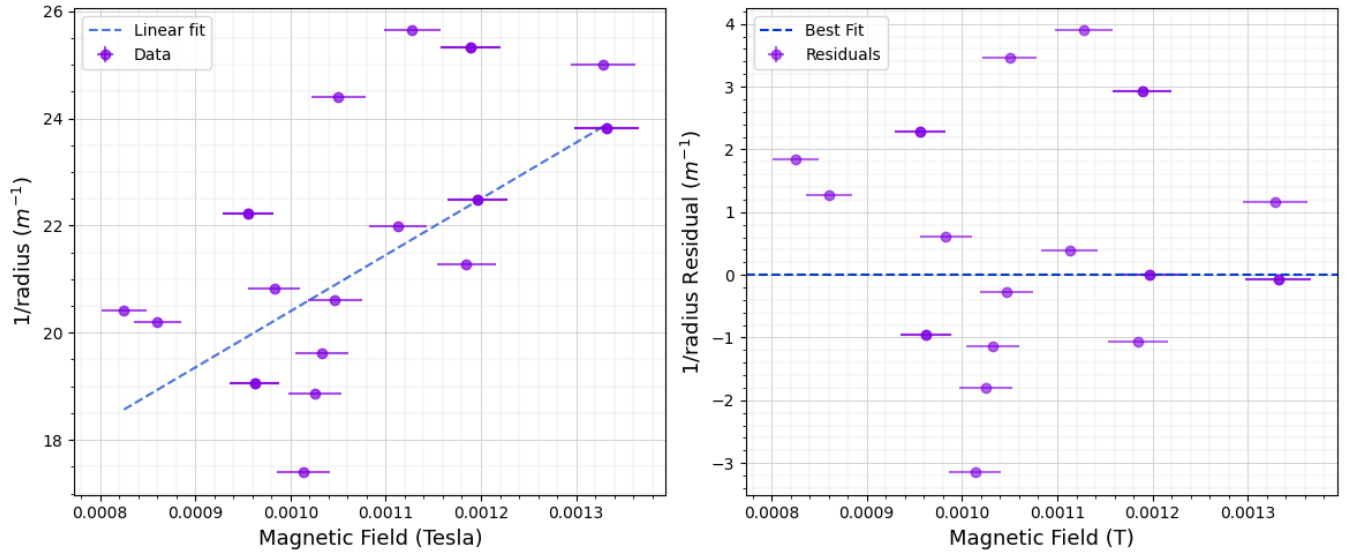 26
24
22
20
18
1/radius (m⁻¹)
Linear fit
Data
0.0008 0.0009 0.0010 0.0011 0.0012 0.0013
Magnetic Field (Tesla)
4
3
2
1
0
−1
−2
−3
1/radius Residual (m⁻¹)
Best Fit
Residuals
0.0008 0.0009 0.0010 0.0011 0.0012 0.0013
Magnetic Field (T)